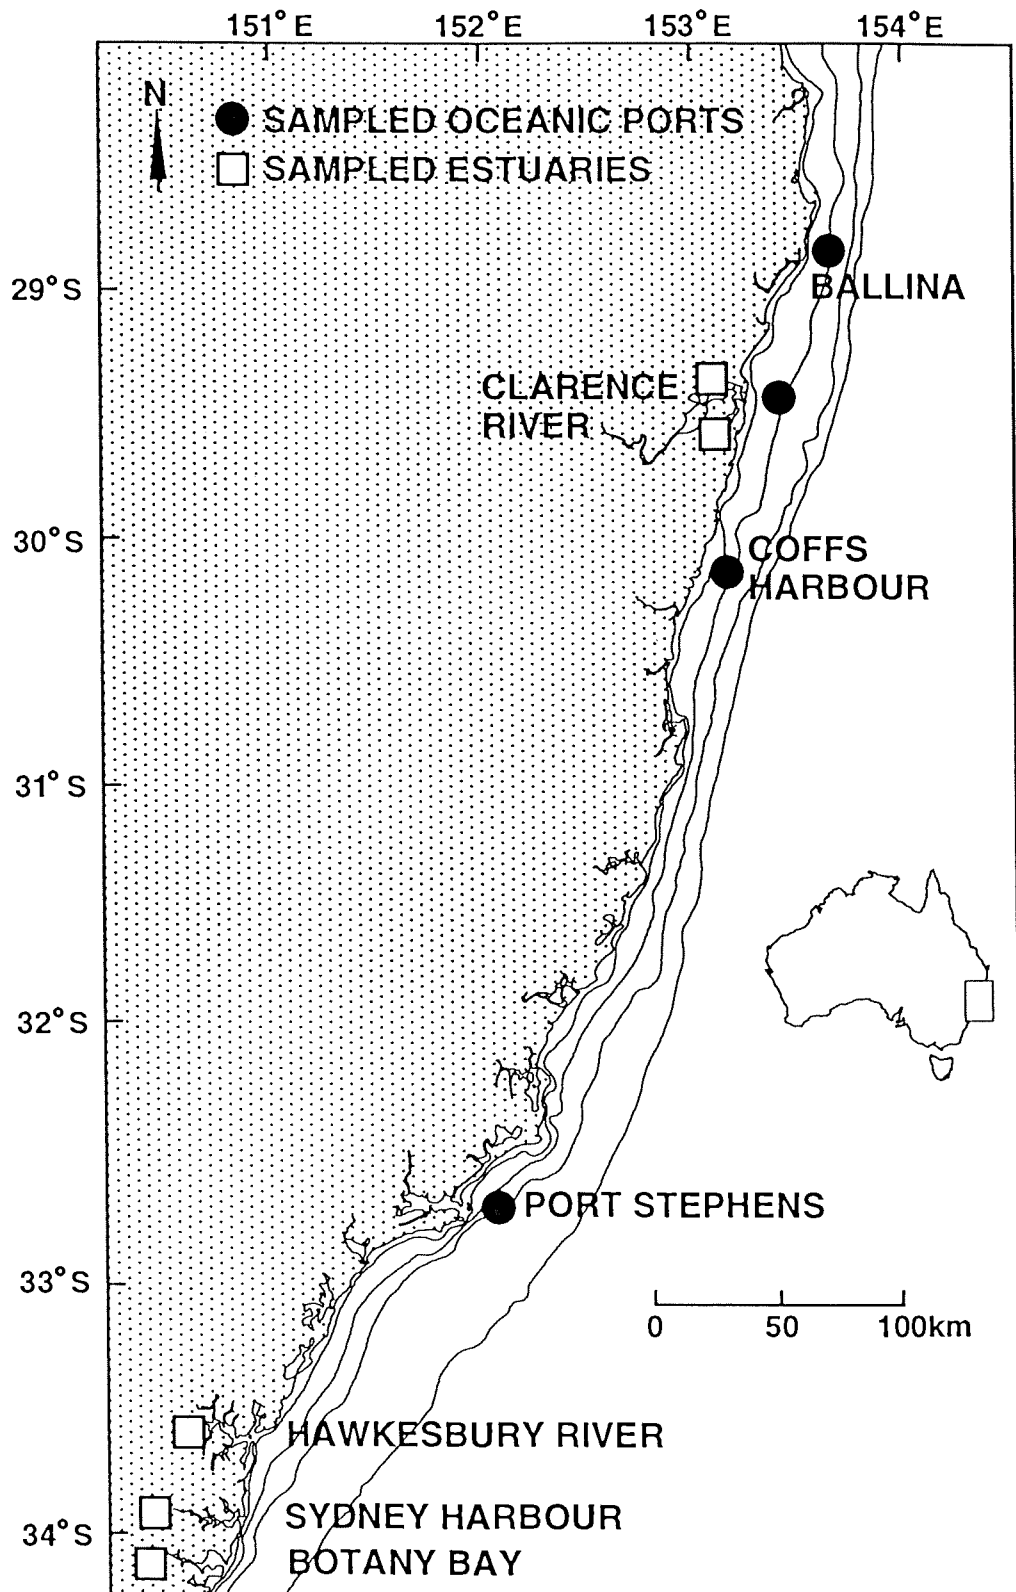 151°E 152°E 153°E 154°E
N
SAMPLED OCEANIC PORTS
SAMPLED ESTUARIES
29°S
BALLINA
CLARENCE
RIVER
30°S
COFFS
HARBOUR
31°S
32°S
PORT STEPHENS
33°S
0 50 100km
HAWKESBURY RIVER
SYDNEY HARBOUR
34°S
BOTANY BAY